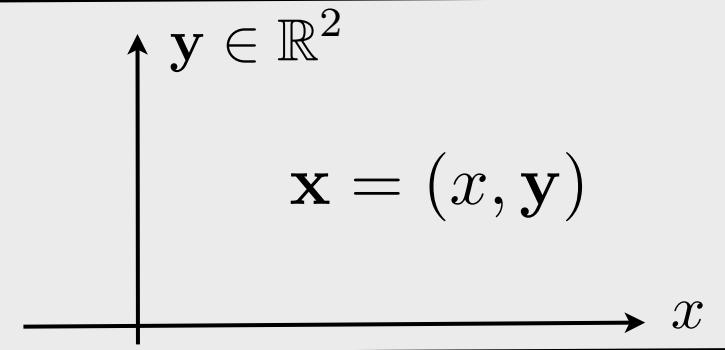 𝐲 ∈ ℝ²
𝐱 = (x, 𝐲)
x